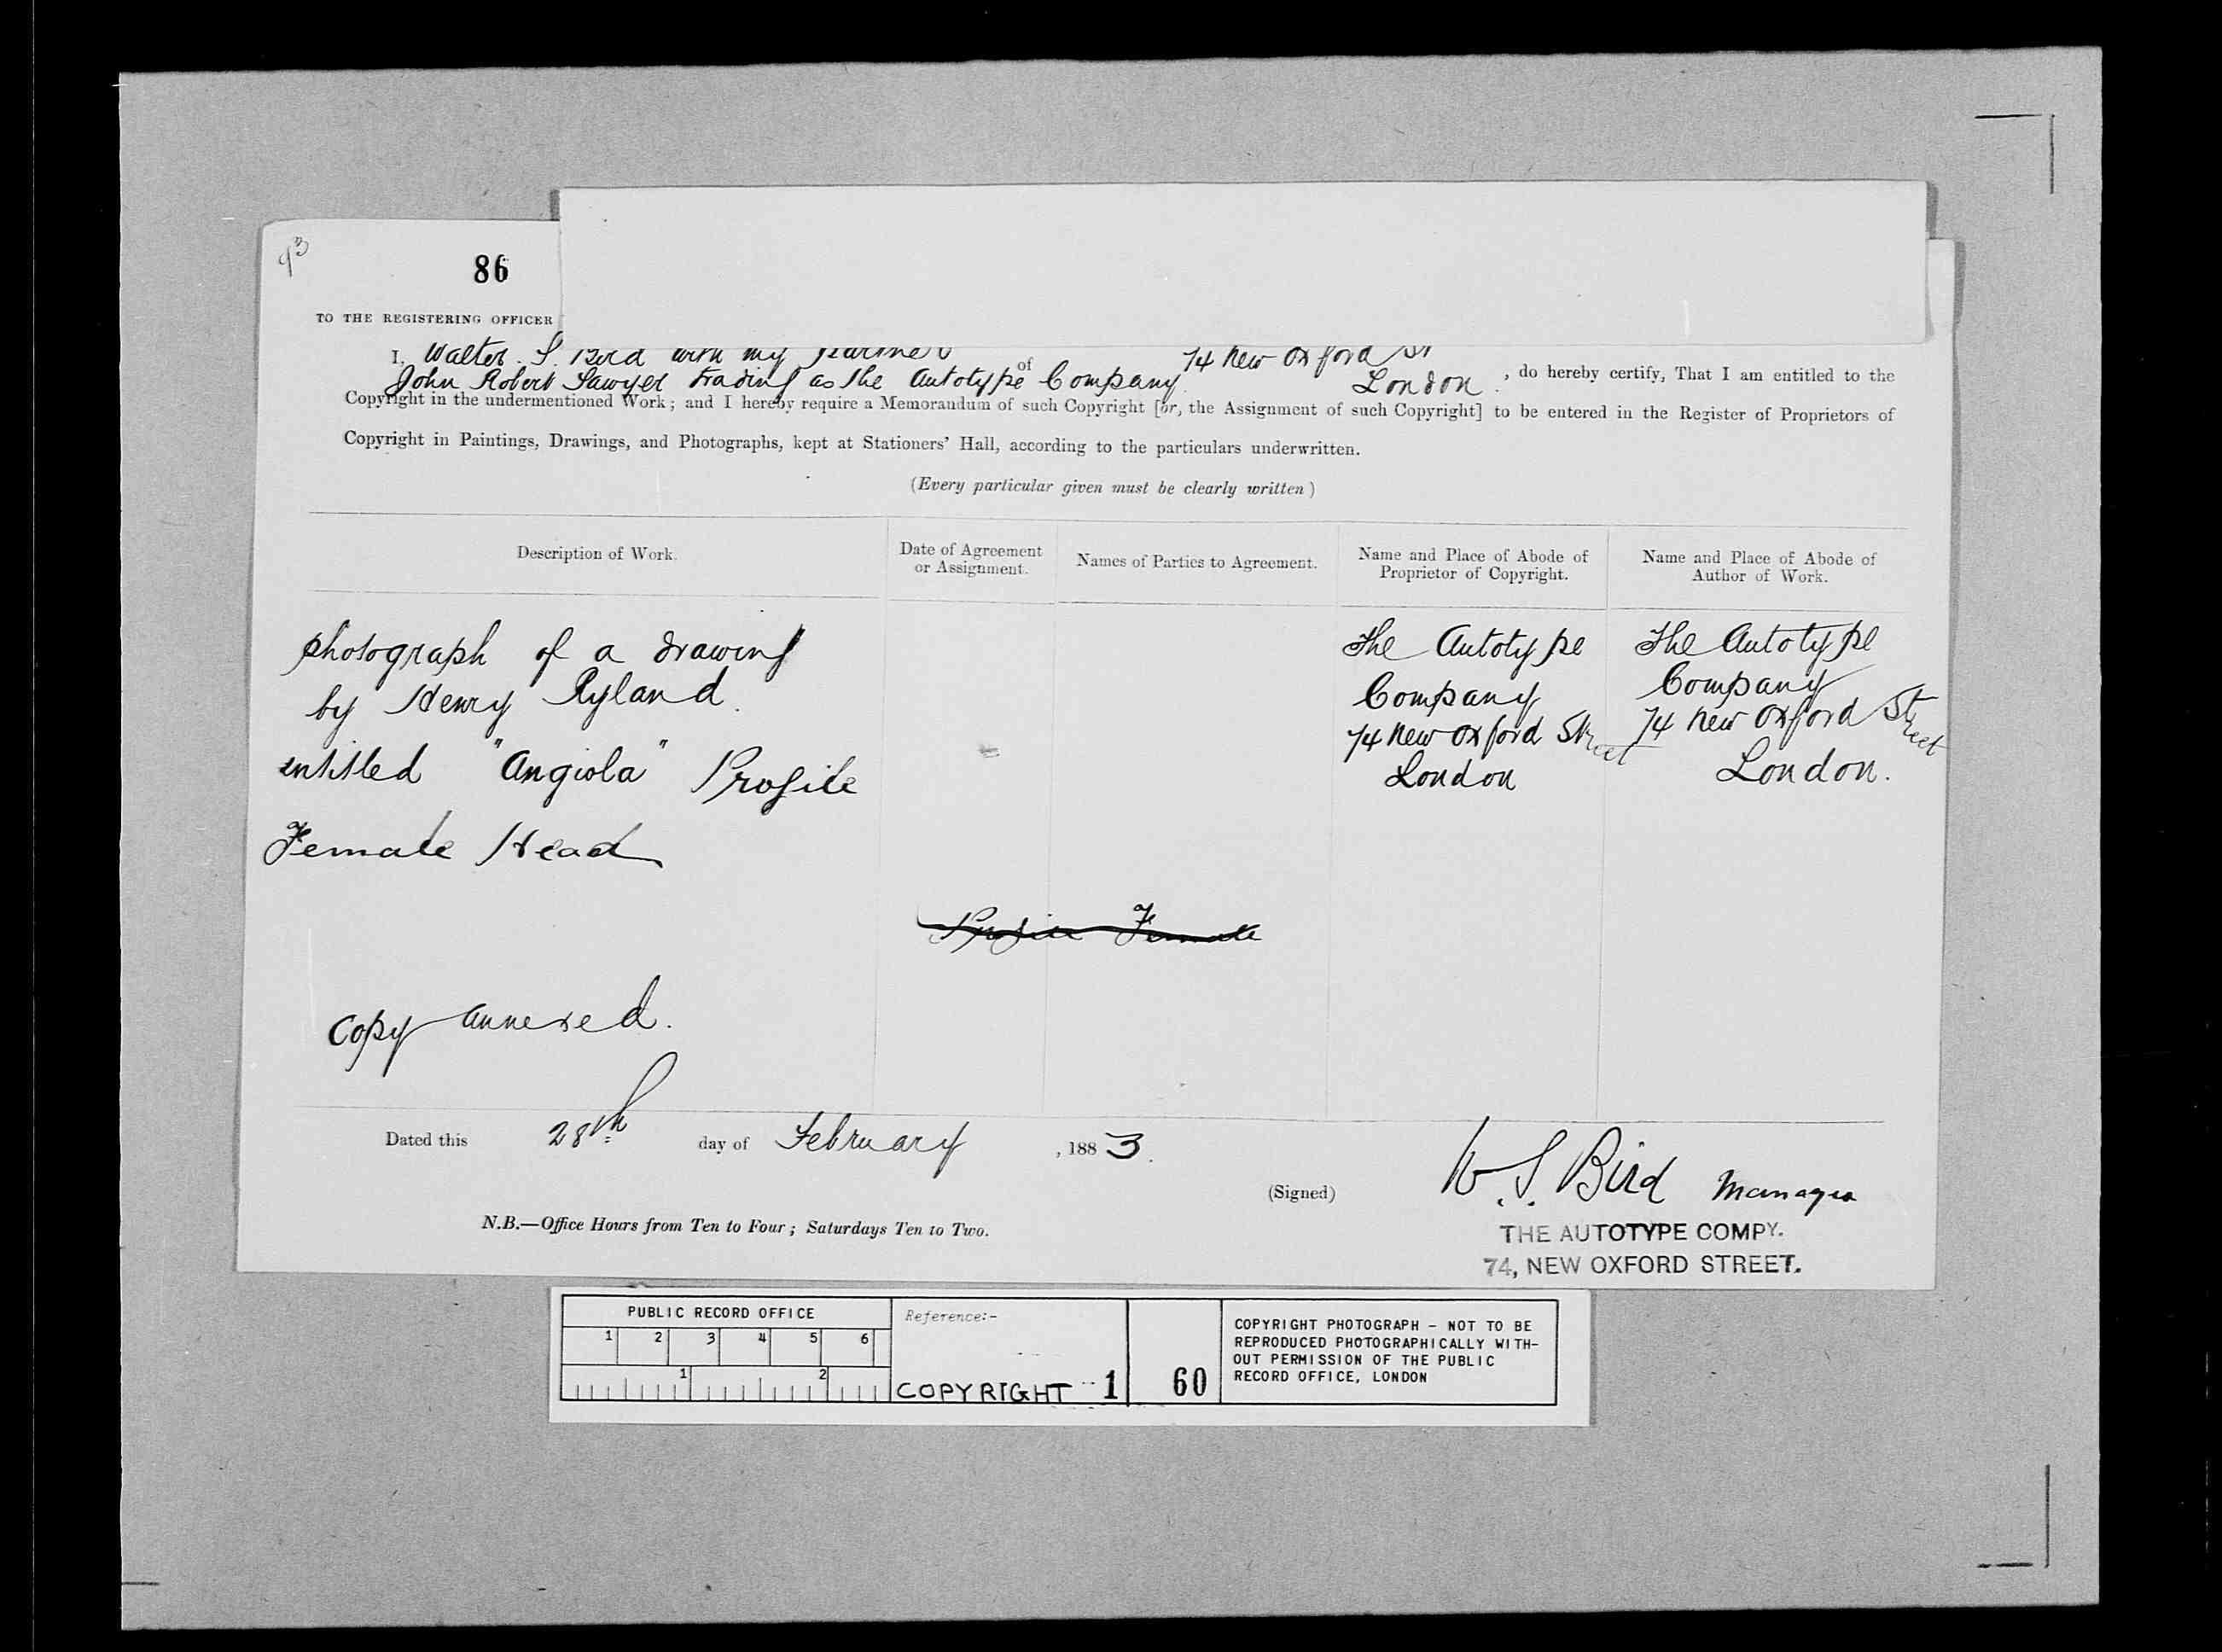 93
86
TO THE REGISTERING OFFICER
I, Walter. S. Bird with my partner of 74 New Oxford St
John Robert Sawyer trading as the Autotype Company London. , do hereby certify, That I am entitled to the
Copyright in the undermentioned Work; and I hereby require a Memorandum of such Copyright [or, the Assignment of such Copyright] to be entered in the Register of Proprietors of
Copyright in Paintings, Drawings, and Photographs, kept at Stationers' Hall, according to the particulars underwritten.
(Every particular given must be clearly written)
Description of Work.
photograph of a drawing
by Henry Ryland.
entitled "Angiola" Profile
Female Head
Copy annexed.
Date of Agreement
or Assignment.
Names of Parties to Agreement.
Profile Female
Name and Place of Abode of
Proprietor of Copyright.
The Autotype
Company
74 New Oxford Street
London
Name and Place of Abode of
Author of Work.
The Autotype
Company
74 New Oxford Street
London.
Dated this 28th day of February , 1883.
(Signed) W. S. Bird Manager
THE AUTOTYPE COMPY.
74, NEW OXFORD STREET.
N.B.—Office Hours from Ten to Four; Saturdays Ten to Two.
PUBLIC RECORD OFFICE
1 2 3 4 5 6
1 2
Reference:-
COPYRIGHT 1 60
COPYRIGHT PHOTOGRAPH - NOT TO BE
REPRODUCED PHOTOGRAPHICALLY WITH-
OUT PERMISSION OF THE PUBLIC
RECORD OFFICE, LONDON